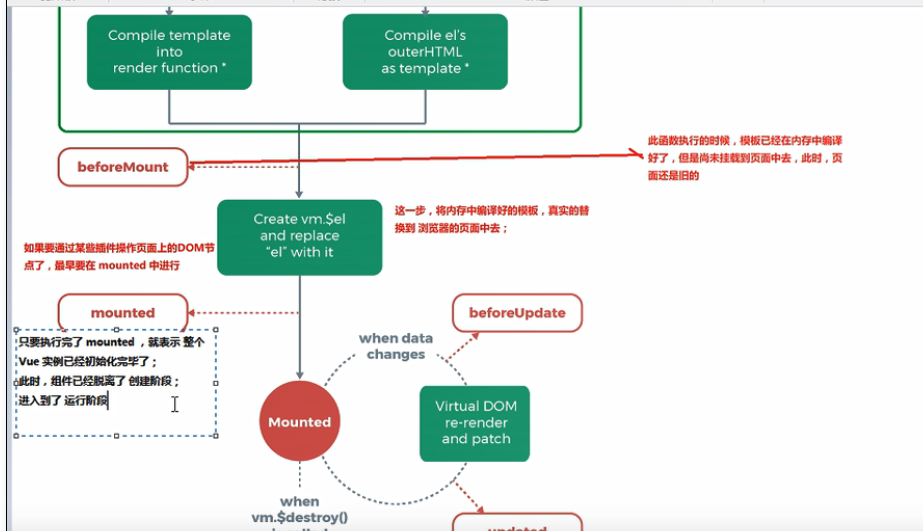 Compile template
into
render function *
Compile el's
outerHTML
as template *
beforeMount
此函数执行的时候，模板已经在内存中编译
好了，但是尚未挂载到页面中去，此时，页
面还是旧的
Create vm.$el
and replace
"el" with it
这一步，将内存中编译好的模板，真实的替
换到 浏览器的页面中去；
如果要通过某些插件操作页面上的DOM节
点了，最早要在 mounted 中进行
mounted
beforeUpdate
只要执行完了 mounted ，就表示 整个
Vue 实例已经初始化完毕了；
此时，组件已经脱离了 创建阶段；
进入到了 运行阶段
when data
changes
Mounted
Virtual DOM
re-render
and patch
when
vm.$destroy()
updated